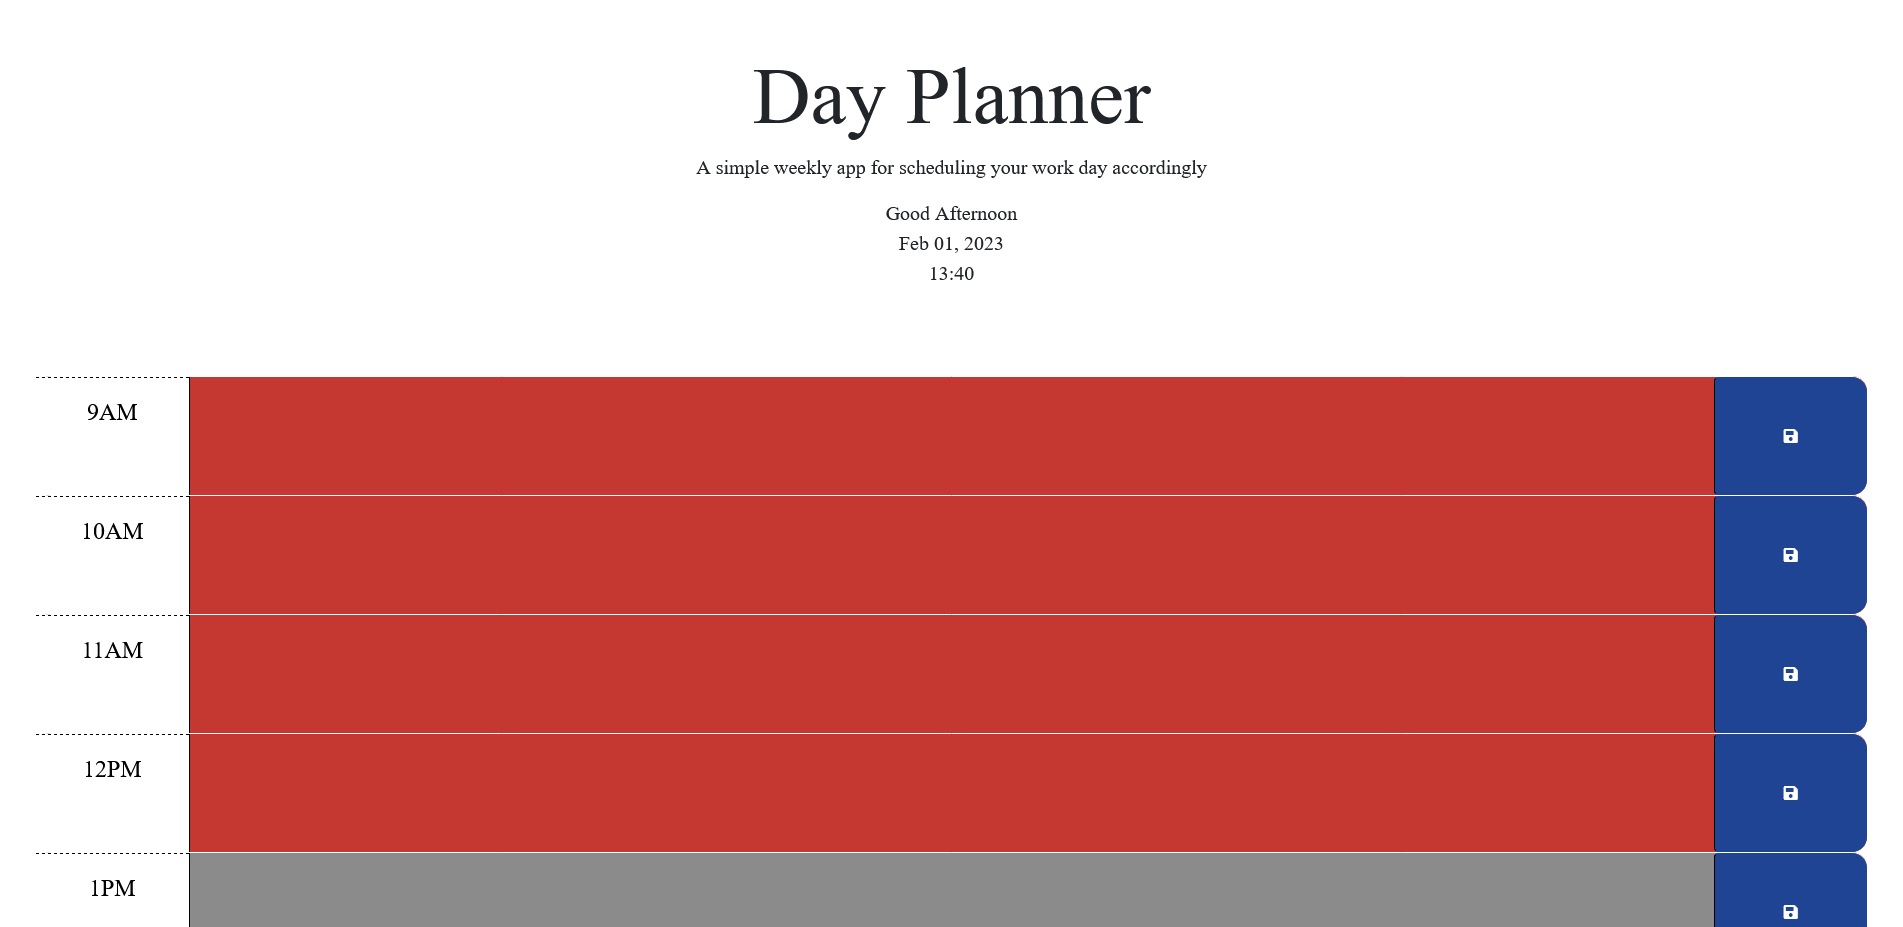 Day Planner
A simple weekly app for scheduling your work day accordingly
Good Afternoon
Feb 01, 2023
13:40
9AM
10AM
11AM
12PM
1PM